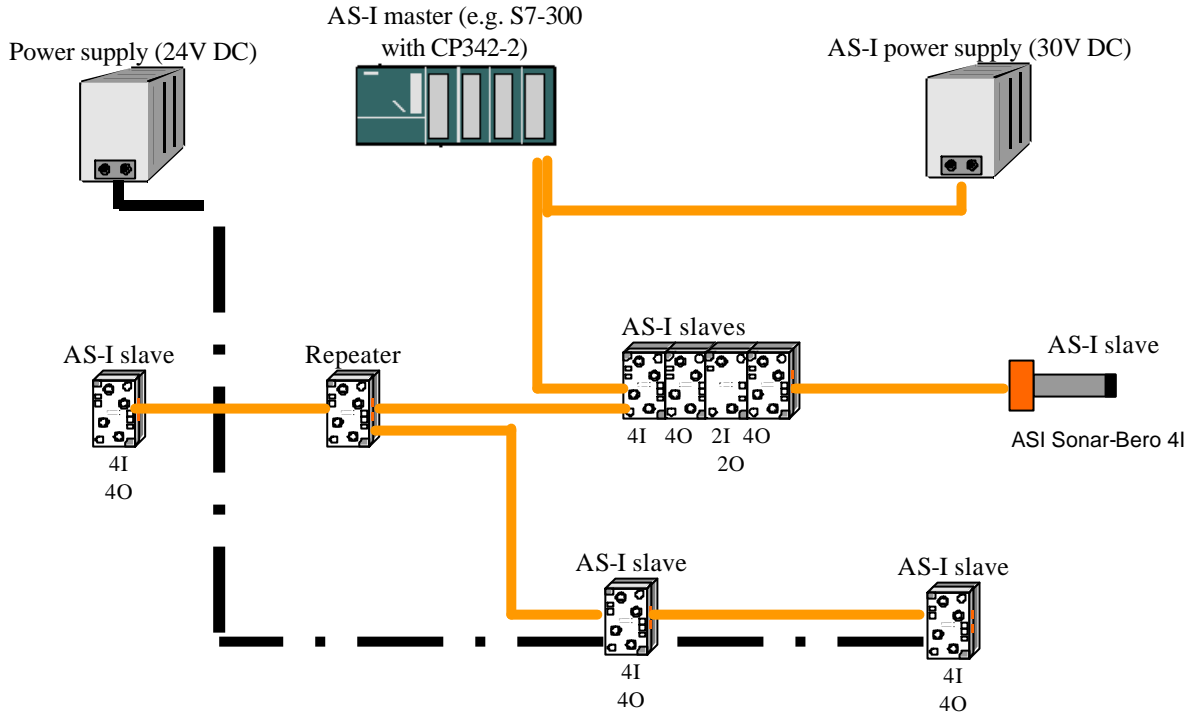 AS-I master (e.g. S7-300
with CP342-2)
Power supply (24V DC)
AS-I power supply (30V DC)
AS-I slave
Repeater
AS-I slaves
AS-I slave
4I
4O
4I 4O 2I 4O
2O
ASI Sonar-Bero 4I
AS-I slave
AS-I slave
4I
4O
4I
4O